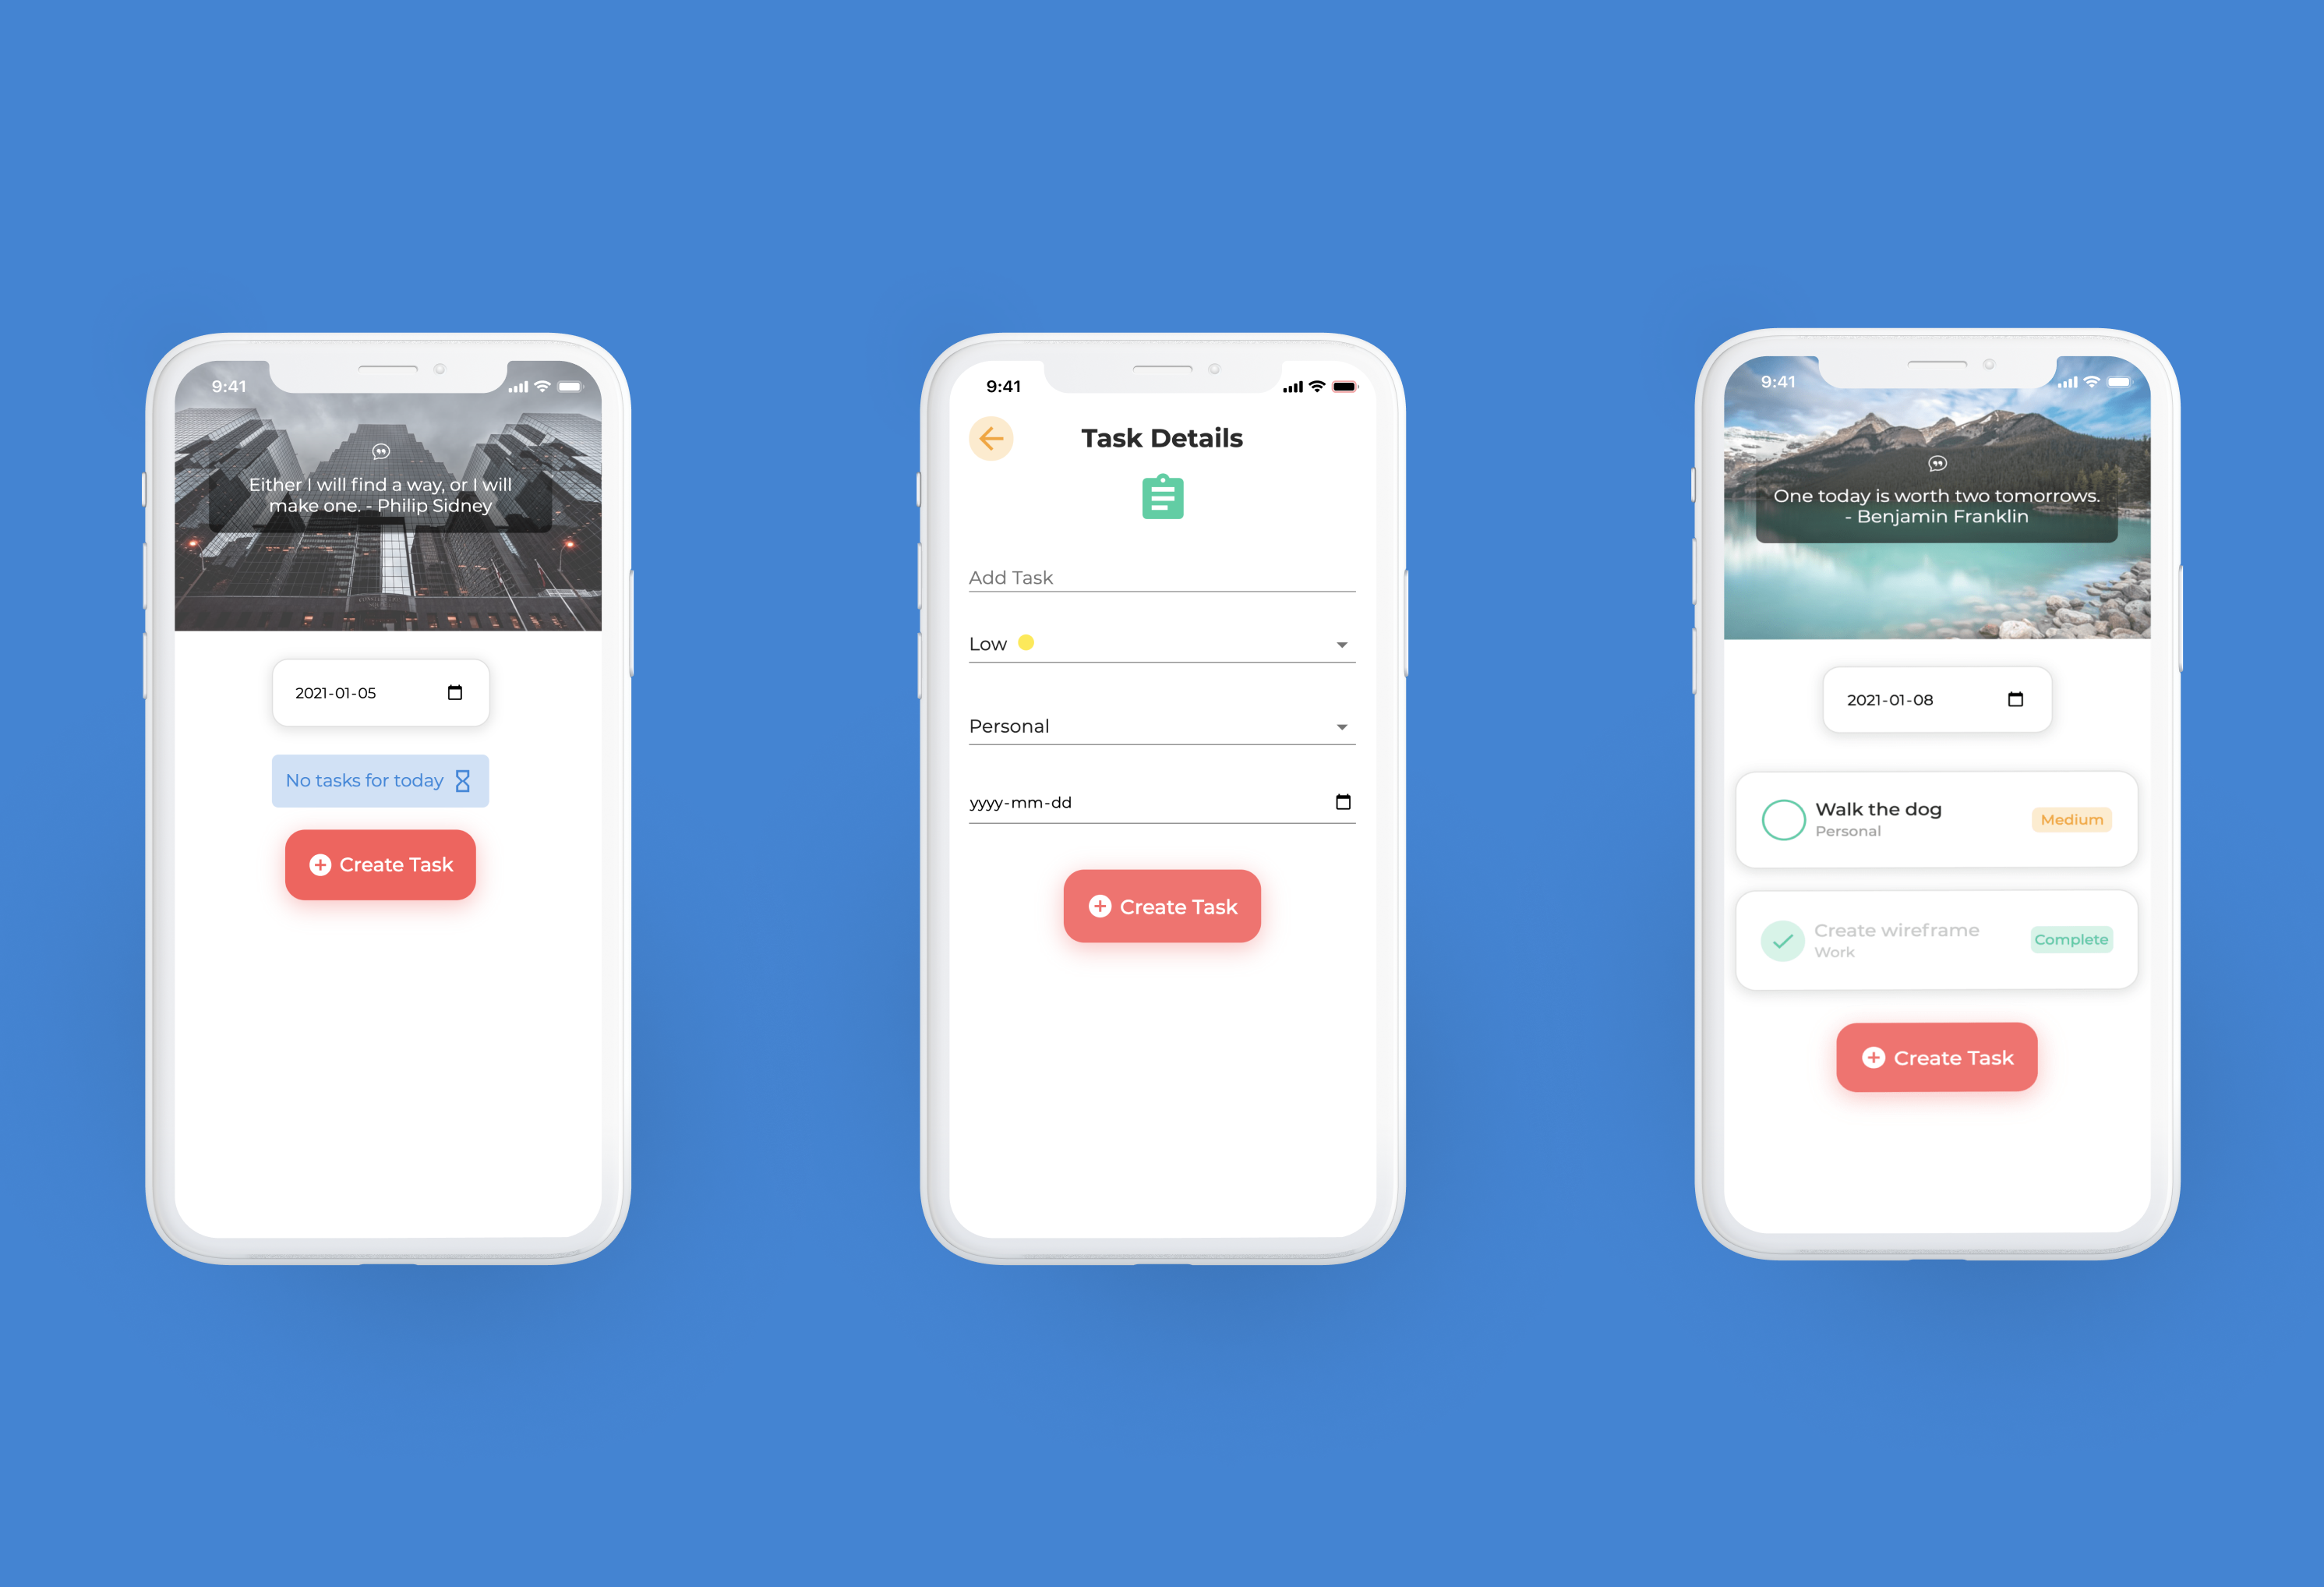 9:41
Either I will find a way, or I will
make one. - Philip Sidney
2021-01-05
No tasks for today
Create Task
9:41
Task Details
Add Task
Low
Personal
yyyy-mm-dd
Create Task
9:41
One today is worth two tomorrows.
- Benjamin Franklin
2021-01-08
Walk the dog
Personal
Medium
Create wireframe
Work
Complete
Create Task